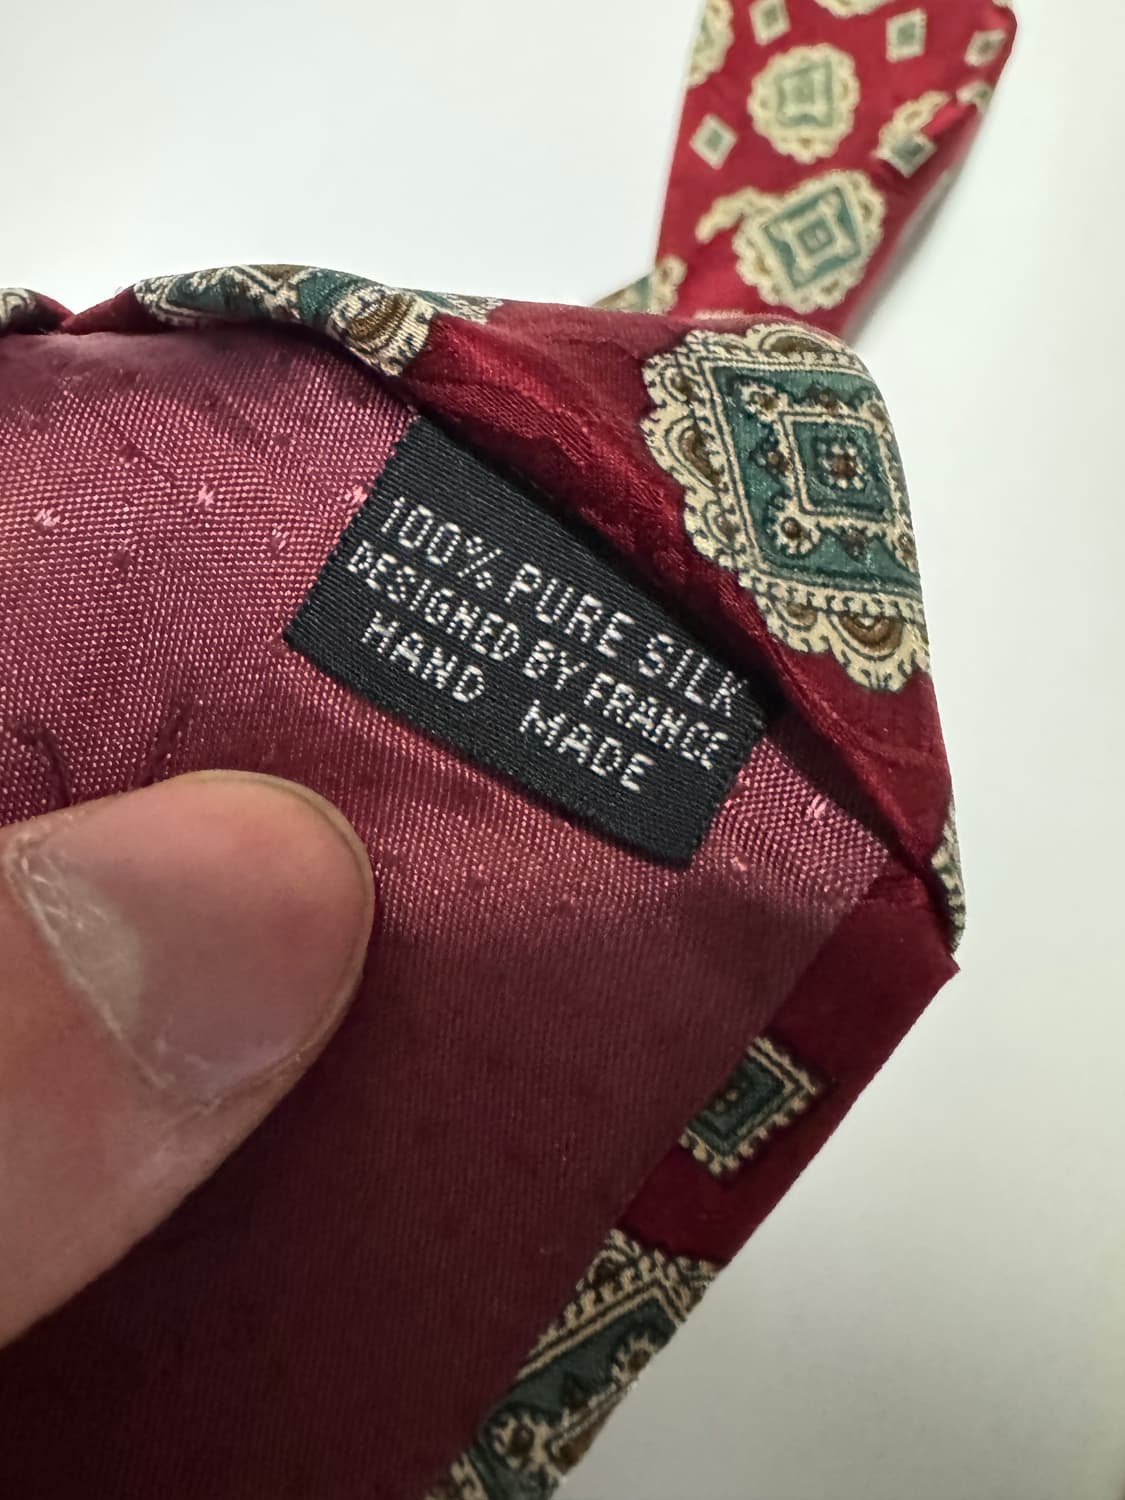 100% PURE SILK
DESIGNED BY FRANCE
HAND MADE